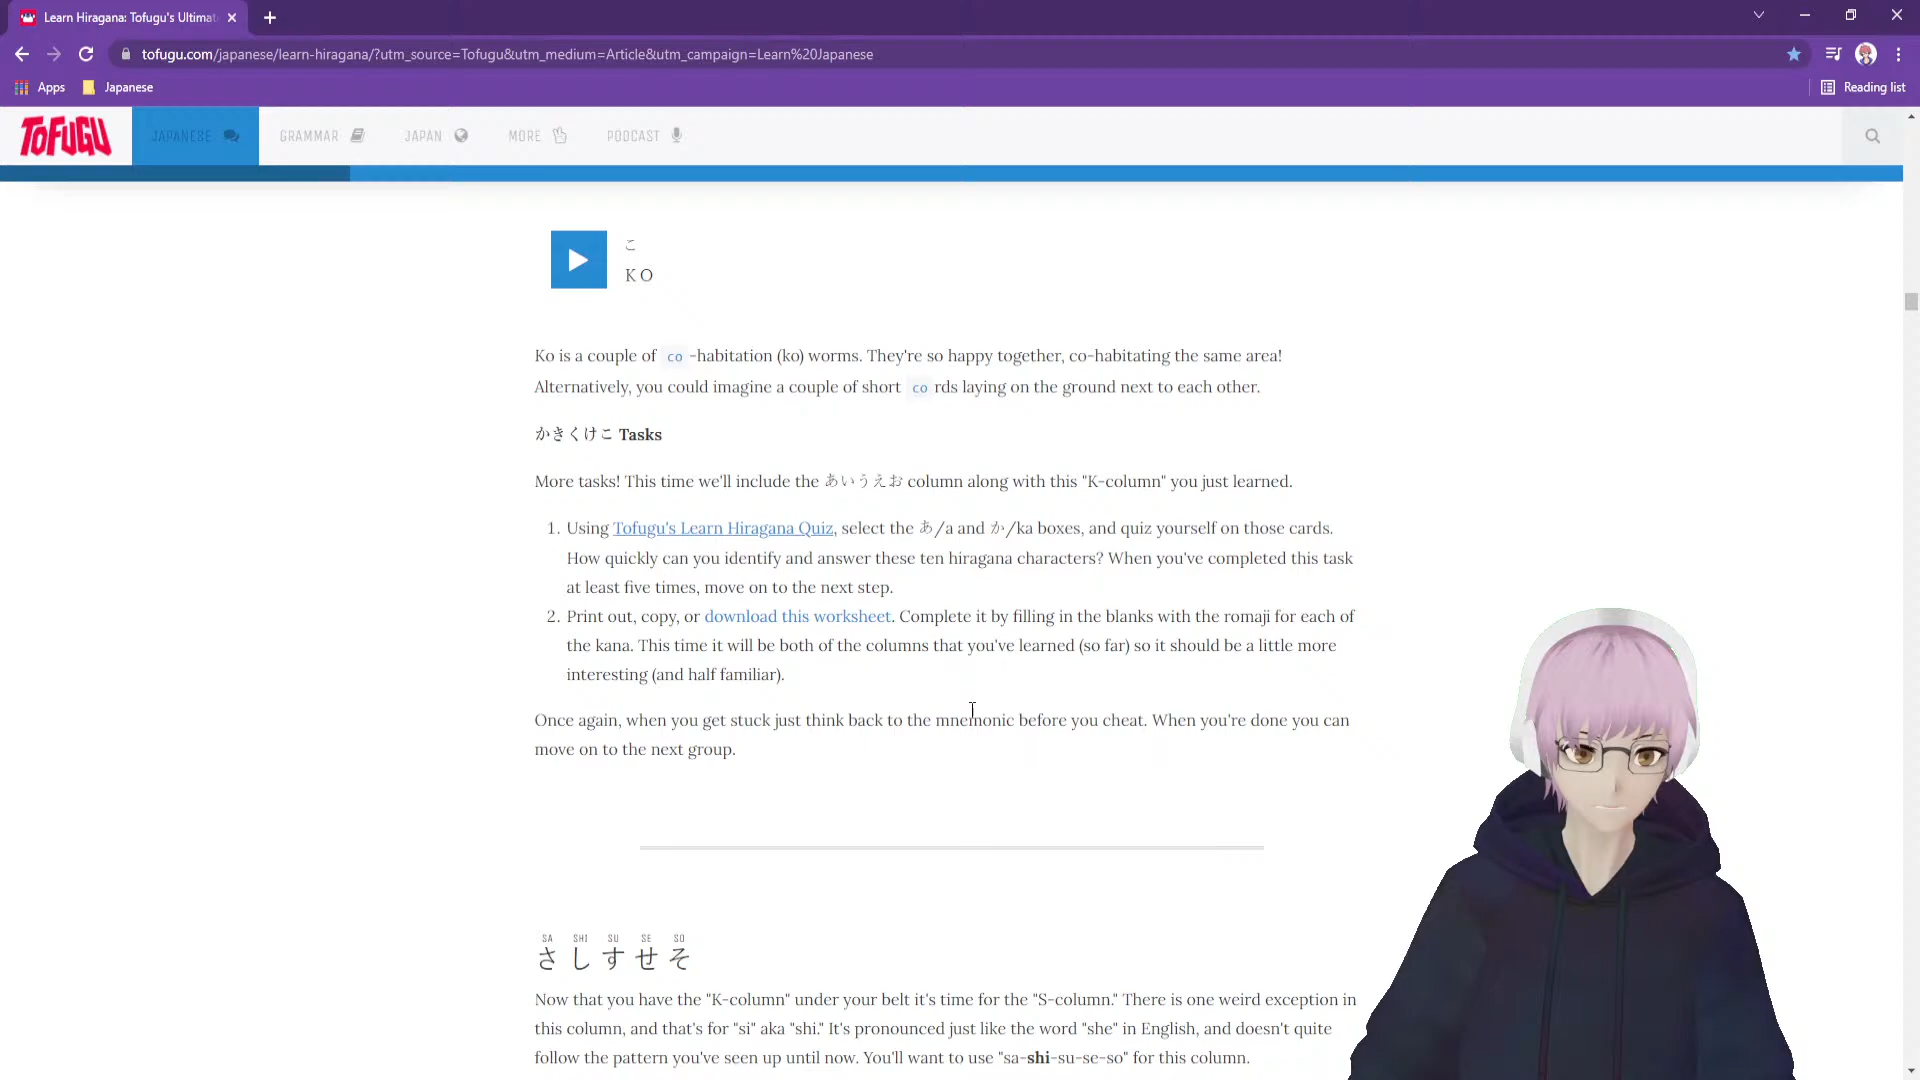 Learn Hiragana: Tofugu's Ultimat
tofugu.com/japanese/learn-hiragana/?utm_source=Tofugu&utm_medium=Article&utm_campaign=Learn%20Japanese
Apps
Japanese
Reading list
TOFUGU
JAPANESE
GRAMMAR
JAPAN
MORE
PODCAST
こ
KO
Ko is a couple of co -habitation (ko) worms. They're so happy together, co-habitating the same area!
Alternatively, you could imagine a couple of short co rds laying on the ground next to each other.
かきくけこ Tasks
More tasks! This time we'll include the あいうえお column along with this "K-column" you just learned.
1. Using Tofugu's Learn Hiragana Quiz, select the あ/a and か/ka boxes, and quiz yourself on those cards.
How quickly can you identify and answer these ten hiragana characters? When you've completed this task
at least five times, move on to the next step.
2. Print out, copy, or download this worksheet. Complete it by filling in the blanks with the romaji for each of
the kana. This time it will be both of the columns that you've learned (so far) so it should be a little more
interesting (and half familiar).
Once again, when you get stuck just think back to the mnemonic before you cheat. When you're done you can
move on to the next group.
SA SHI SU SE SO
さ し す せ そ
Now that you have the "K-column" under your belt it's time for the "S-column." There is one weird exception in
this column, and that's for "si" aka "shi." It's pronounced just like the word "she" in English, and doesn't quite
follow the pattern you've seen up until now. You'll want to use "sa-shi-su-se-so" for this column.